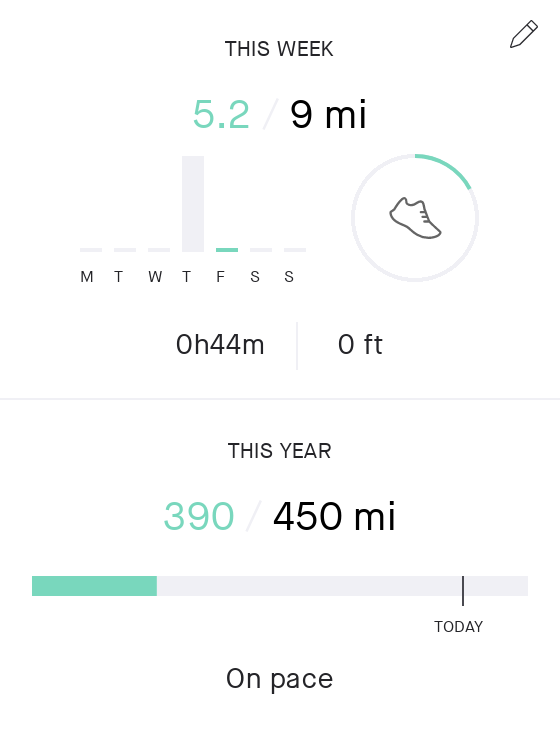 THIS WEEK
5.2 / 9 mi
M T W T F S S
0h44m 0 ft
THIS YEAR
390 / 450 mi
TODAY
On pace